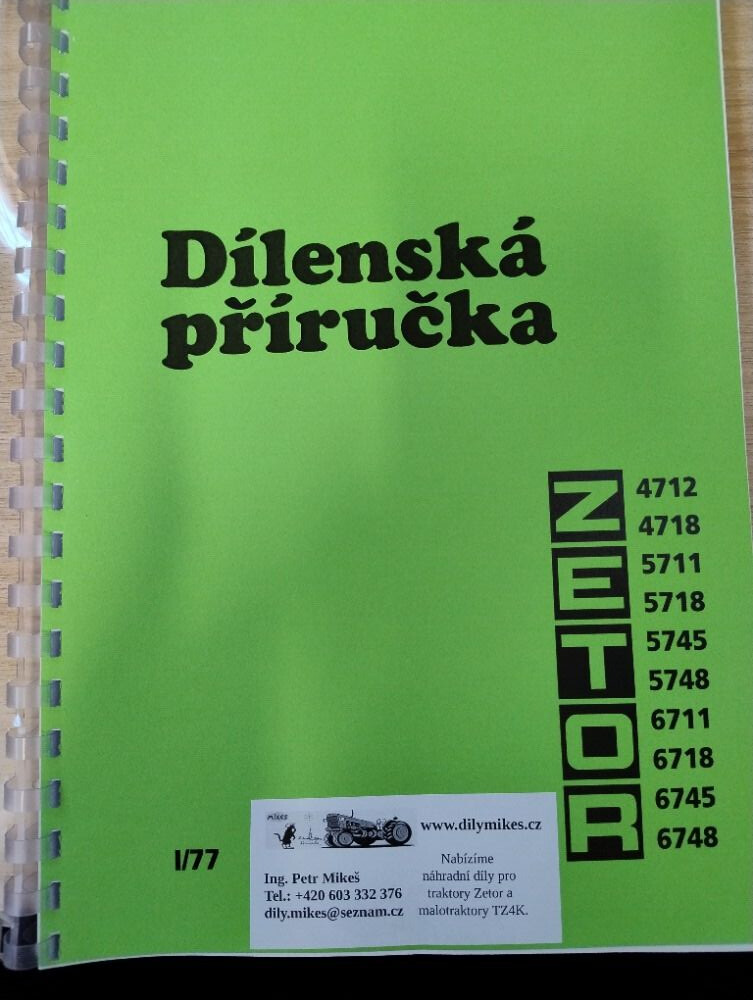 Dílenská
příručka
ZETOR
4712
4718
5711
5718
5745
5748
6711
6718
6745
6748
I/77
mikeš
www.dilymikes.cz
Ing. Petr Mikeš
Tel.: +420 603 332 376
dily.mikes@seznam.cz
Nabízíme
náhradní díly pro
traktory Zetor a
malotraktory TZ4K.